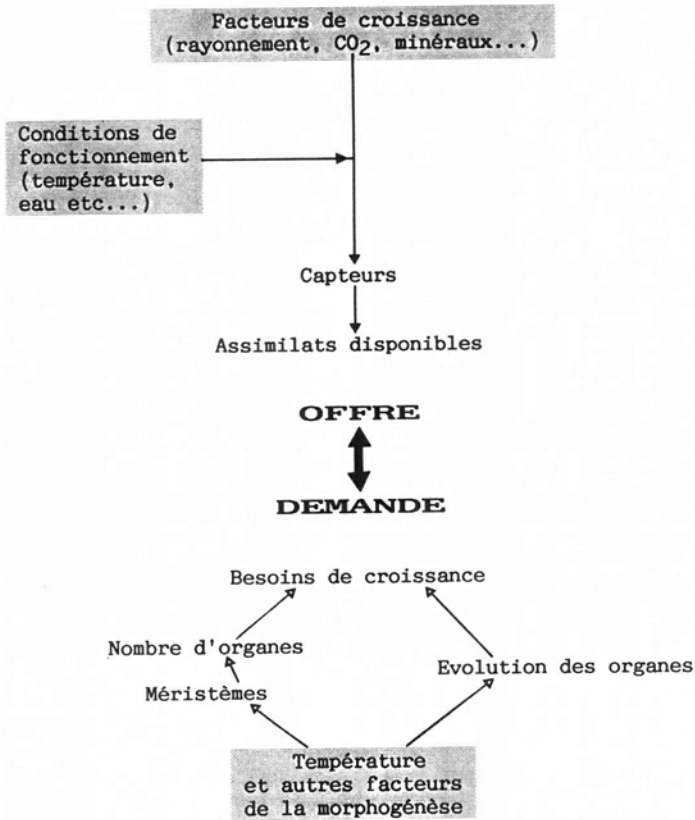 Facteurs de croissance
(rayonnement, CO2, minéraux...)
Conditions de
fonctionnement
(température,
eau etc...)
Capteurs
Assimilats disponibles
OFFRE
DEMANDE
Besoins de croissance
Nombre d'organes
Evolution des organes
Méristèmes
Température
et autres facteurs
de la morphogénèse